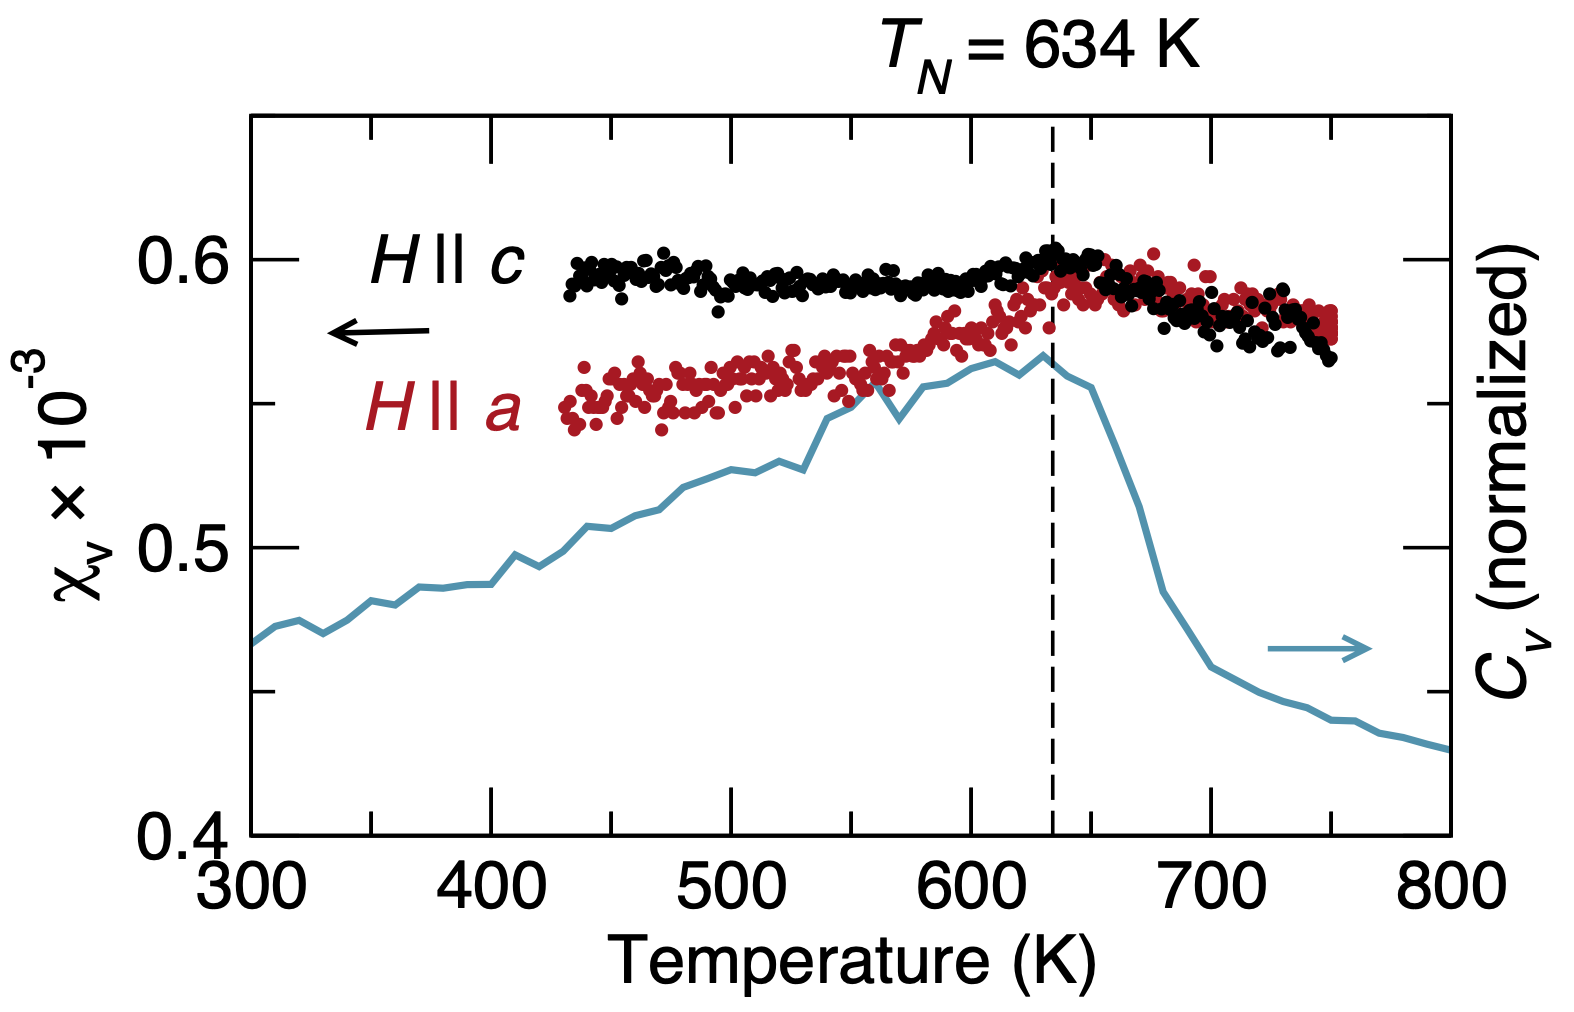 T_N = 634 K
0.6
0.5
0.4
χ_v × 10^-3
H || c
H || a
C_v (normalized)
300 400 500 600 700 800
Temperature (K)